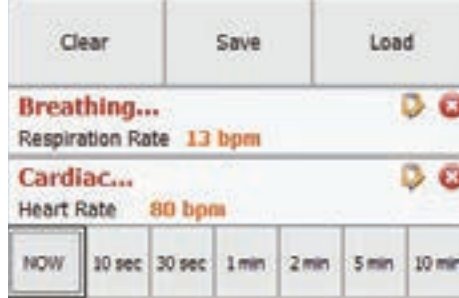 Clear Save Load
Breathing...
Respiration Rate 13 bpm
Cardiac...
Heart Rate 80 bpm
NOW 10 sec 30 sec 1 min 2 min 5 min 10 min